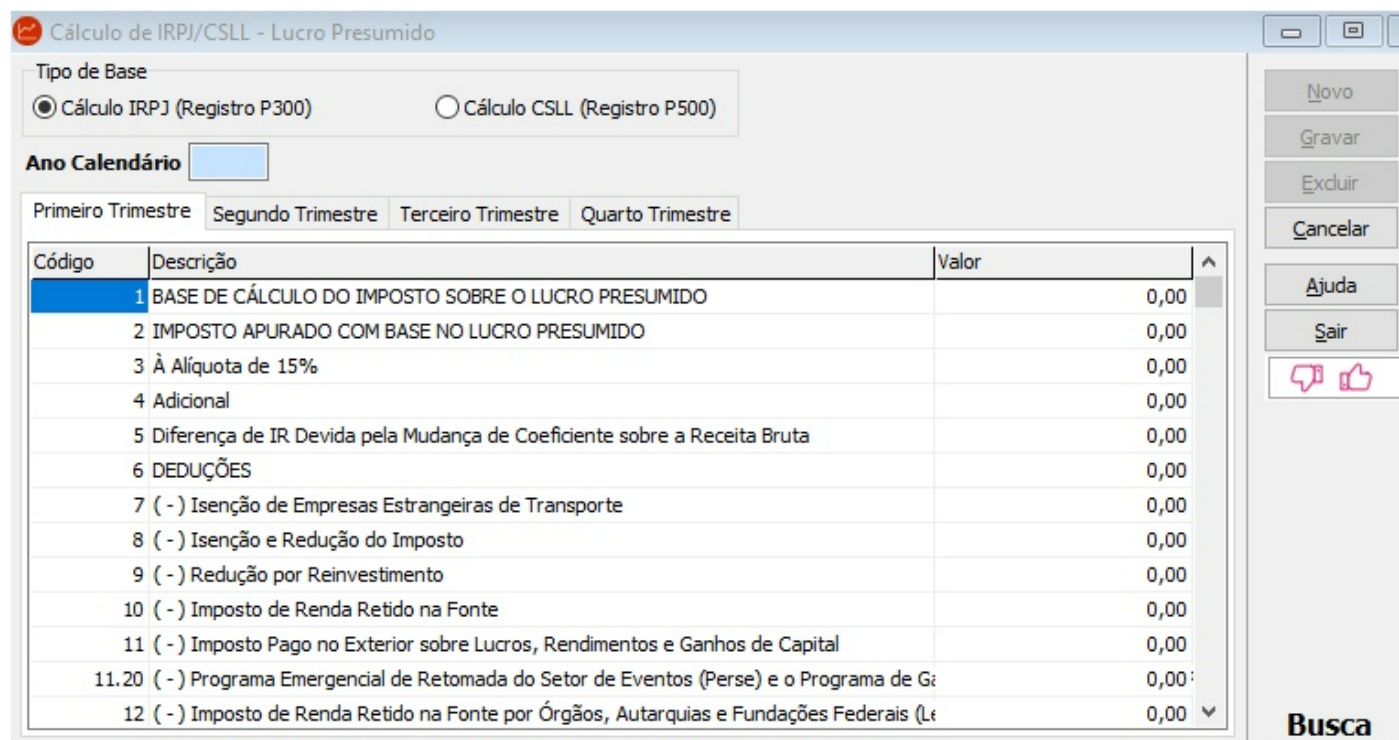 Cálculo de IRPJ/CSLL - Lucro Presumido
Tipo de Base
Cálculo IRPJ (Registro P300) Cálculo CSLL (Registro P500)
Ano Calendário
Primeiro Trimestre Segundo Trimestre Terceiro Trimestre Quarto Trimestre
Código Descrição Valor
1 BASE DE CÁLCULO DO IMPOSTO SOBRE O LUCRO PRESUMIDO 0,00
2 IMPOSTO APURADO COM BASE NO LUCRO PRESUMIDO 0,00
3 À Alíquota de 15% 0,00
4 Adicional 0,00
5 Diferença de IR Devida pela Mudança de Coeficiente sobre a Receita Bruta 0,00
6 DEDUÇÕES 0,00
7 ( - ) Isenção de Empresas Estrangeiras de Transporte 0,00
8 ( - ) Isenção e Redução do Imposto 0,00
9 ( - ) Redução por Reinvestimento 0,00
10 ( - ) Imposto de Renda Retido na Fonte 0,00
11 ( - ) Imposto Pago no Exterior sobre Lucros, Rendimentos e Ganhos de Capital 0,00
11.20 ( - ) Programa Emergencial de Retomada do Setor de Eventos (Perse) e o Programa de 0,00
12 ( - ) Imposto de Renda Retido na Fonte por Órgãos, Autarquias e Fundações Federais 0,00
Novo
Gravar
Excluir
Cancelar
Ajuda
Sair
Busca